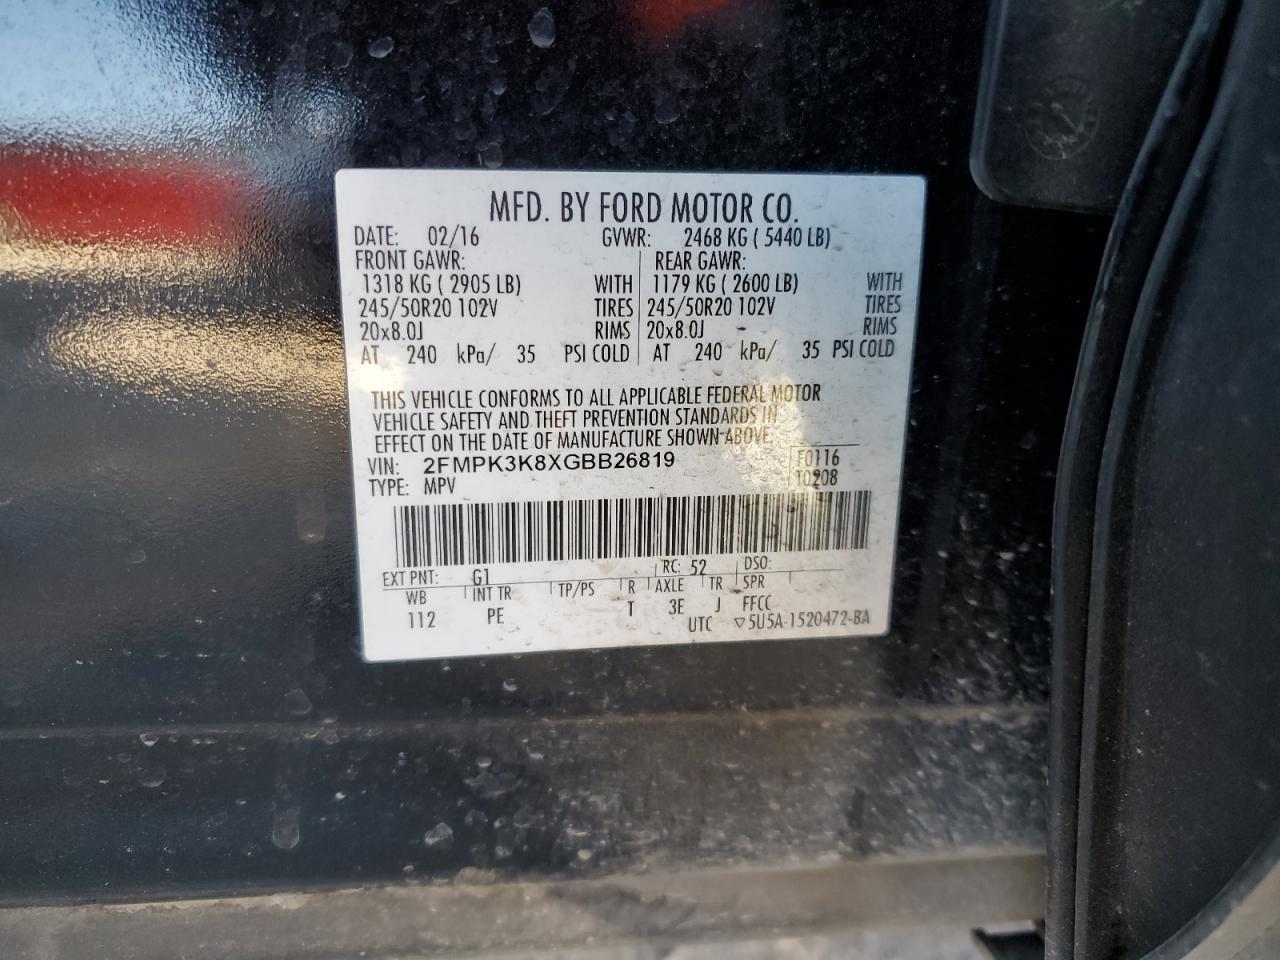 MFD. BY FORD MOTOR CO.
DATE: 02/16 GVWR: 2468 KG ( 5440 LB)
FRONT GAWR: REAR GAWR:
1318 KG ( 2905 LB) WITH 1179 KG ( 2600 LB) WITH
245/50R20 102V TIRES 245/50R20 102V TIRES
20x8.0J RIMS 20x8.0J RIMS
AT 240 kPa/ 35 PSI COLD AT 240 kPa/ 35 PSI COLD
THIS VEHICLE CONFORMS TO ALL APPLICABLE FEDERAL MOTOR
VEHICLE SAFETY AND THEFT PREVENTION STANDARDS IN
EFFECT ON THE DATE OF MANUFACTURE SHOWN ABOVE.
VIN: 2FMPK3K8XGBB26819 F0116
TYPE: MPV T0208
EXT PNT: G1 RC: 52 DSO:
WB INT TR TP/PS R AXLE TR SPR
112 PE T 3E J FFCC
UTC ▽5U5A-1520472-BA